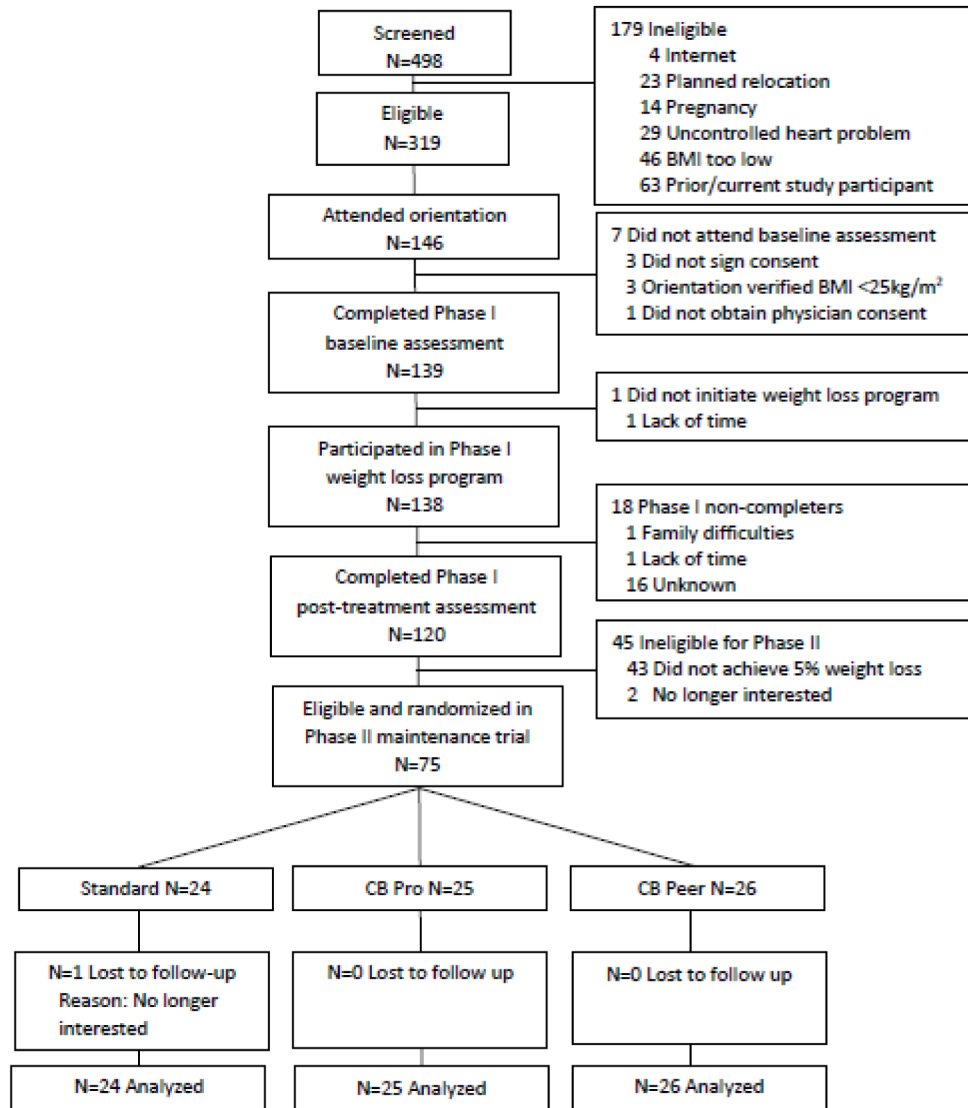 Screened
N=498
179 Ineligible
4 Internet
23 Planned relocation
14 Pregnancy
29 Uncontrolled heart problem
46 BMI too low
63 Prior/current study participant
Eligible
N=319
Attended orientation
N=146
7 Did not attend baseline assessment
3 Did not sign consent
3 Orientation verified BMI <25kg/m²
1 Did not obtain physician consent
Completed Phase I
baseline assessment
N=139
1 Did not initiate weight loss program
1 Lack of time
Participated in Phase I
weight loss program
N=138
18 Phase I non-completers
1 Family difficulties
1 Lack of time
16 Unknown
Completed Phase I
post-treatment assessment
N=120
45 Ineligible for Phase II
43 Did not achieve 5% weight loss
2 No longer interested
Eligible and randomized in
Phase II maintenance trial
N=75
Standard N=24
CB Pro N=25
CB Peer N=26
N=1 Lost to follow-up
Reason: No longer
interested
N=0 Lost to follow up
N=0 Lost to follow up
N=24 Analyzed
N=25 Analyzed
N=26 Analyzed